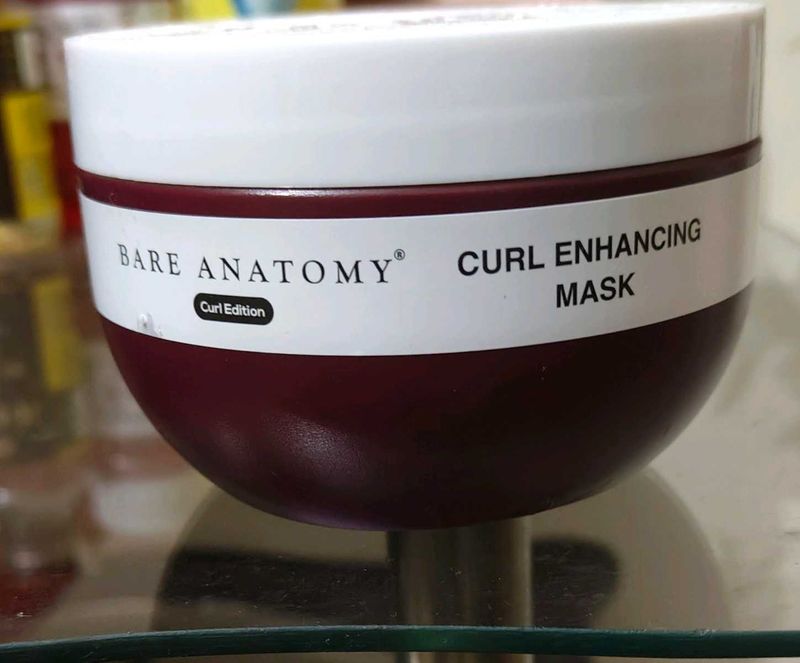 BARE ANATOMY®
Curl Edition
CURL ENHANCING
MASK